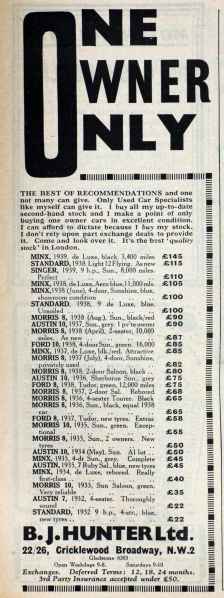 ONE
OWNER
ONLY
THE BEST OF RECOMMENDATIONS and one
not many can give. Only Used Car Specialists
like myself can give it. I buy all my up-to-date
second-hand stock and I make a point of only
buying one owner cars in excellent condition.
I can afford to dictate because I buy my stock.
I don't rely upon part exchange deals to provide
it. Come and look over it. It's the best 'quality
stock' in London.
MINX, 1939, de Luxe, black, 3,400 miles £145
STANDARD, 1938, Light 12 Flying. As new £115
SINGER, 1939, 9 h.p., Sun., 8,000 miles.
Perfect .. £110
MINX, 1938, de Luxe, Aero blue, 11,000 mls. £105
MINX, 1938 (June), 4-door, Sunshine, blue,
showroom condition £100
STANDARD, 1938, 9 de Luxe, blue.
Unsoiled .. £100
MORRIS 8, 1938 (Aug.), Sun., black/red £90
AUSTIN 10, 1937, Sun., grey. 1 pv'te owner £90
MORRIS 8, 1938 (April), 2-seater, 10,000
miles. As new .. £87
FORD 10, 1938, 4-door Sun., green. 16,000 £85
MINX, 1937, de Luxe, blk./red. Attractive £85
MORRIS 8, 1937 (July), 4-door, Sunshine,
privately used .. £82
MORRIS 8, 1938, 2-door Saloon, black .. £80
AUSTIN 10, 1936, Sherborne Sun., grey £75
FORD 8, 1938, Tudor, green, 12,000 miles £75
MORRIS 8, 1937, 2-door Sal. Rebored
MORRIS 8, 1936, 4-seater Tourer. Black £65
MORRIS 8, 1936, Sun., black, equal 1938
car .. £65
FORD 8, 1937, Tudor, new tyres. Extras £65
MORRIS 10, 1935, Sun., green. Excep-
tional .. £55
MORRIS 8, 1935, Sun., 2 owners. New
tyres .. £50
AUSTIN 10, 1934 (May), Sun. A1 lot .. £50
MINX, 1935, 4-dr Sun., grey. Complete £45
AUSTIN, 1935, 7 Ruby Sal., blue, new tyres £45
MINX, 1934, de Luxe, rebored. Really
first-class .. £40
MORRIS 10, 1933, Sun Saloon, green.
Very reliable .. £35
AUSTIN 7, 1932, 4-seater. Thoroughly
sound .. £22
STANDARD, 1932 9 h.p., 4-str., blue,
new tyres .. £22
B. J. HUNTER Ltd.
22/26, Cricklewood Broadway, N.W.2
Gladstone 6303
Open Weekdays 9-8. Saturdays 9-10
Exchanges. Deferred Terms: 12, 18, 24 months.
3rd Party Insurance accepted under £50.